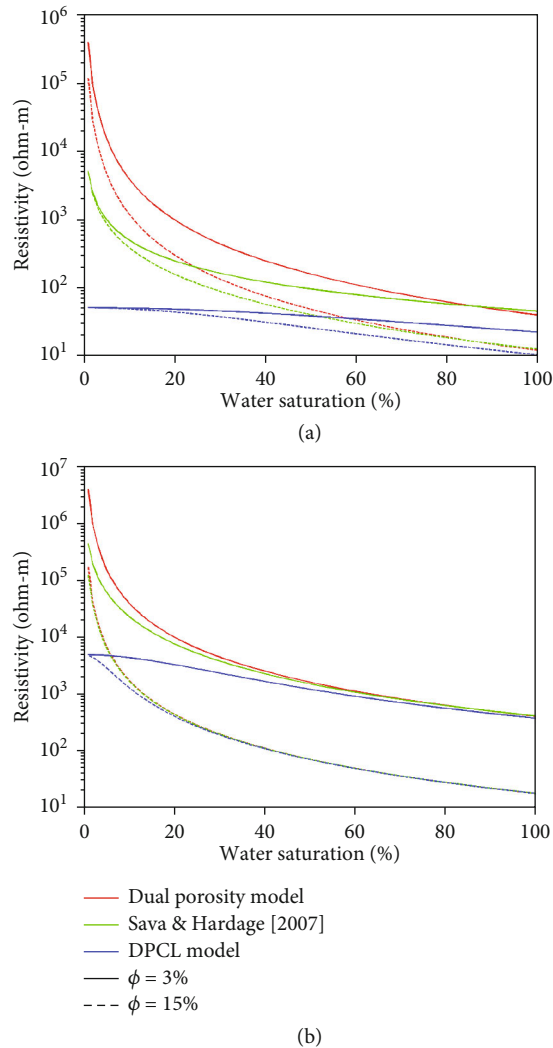 10^6
10^5
10^4
10^3
10^2
10^1
Resistivity (ohm-m)
0 20 40 60 80 100
Water saturation (%)
(a)
10^7
10^6
10^5
10^4
10^3
10^2
10^1
Resistivity (ohm-m)
0 20 40 60 80 100
Water saturation (%)
Dual porosity model
Sava & Hardage [2007]
DPCL model
ϕ = 3%
ϕ = 15%
(b)